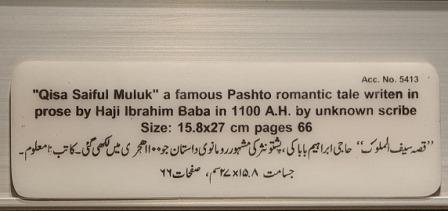 Acc. No. 5413
"Qisa Saiful Muluk" a famous Pashto romantic tale writen in
prose by Haji Ibrahim Baba in 1100 A.H. by unknown scribe
Size: 15.8x27 cm pages 66
”قصہ سیف الملوک“ حاجی ابراہیم بابا کی، پشتو نثر کی مشہور رومانوی داستان جو ۱۱۰۰ ہجری میں لکھی گئی۔ کاتب نامعلوم۔
جسامت ۱۵.۸x۲۷ سم، صفحات ۶۶